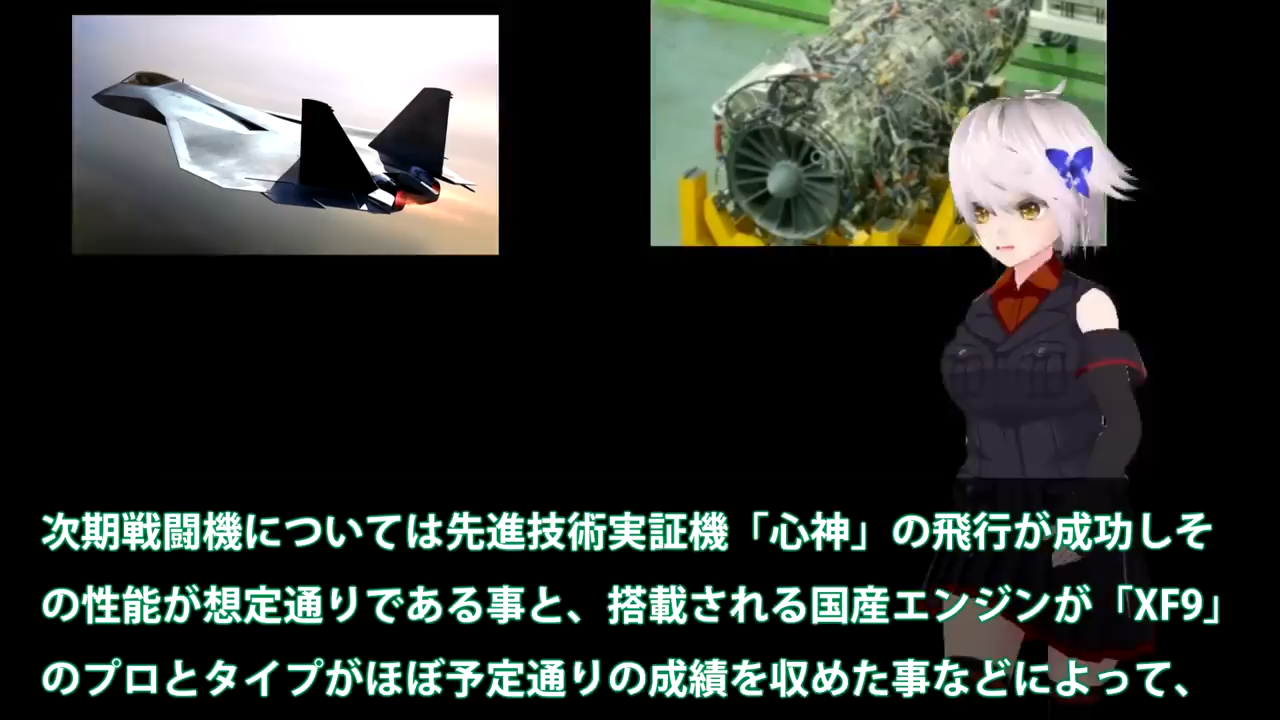 次期戦闘機については先進技術実証機「心神」の飛行が成功しそ
の性能が想定通りである事と、搭載される国産エンジンが「XF9」
のプロとタイプがほぼ予定通りの成績を収めた事などによって、